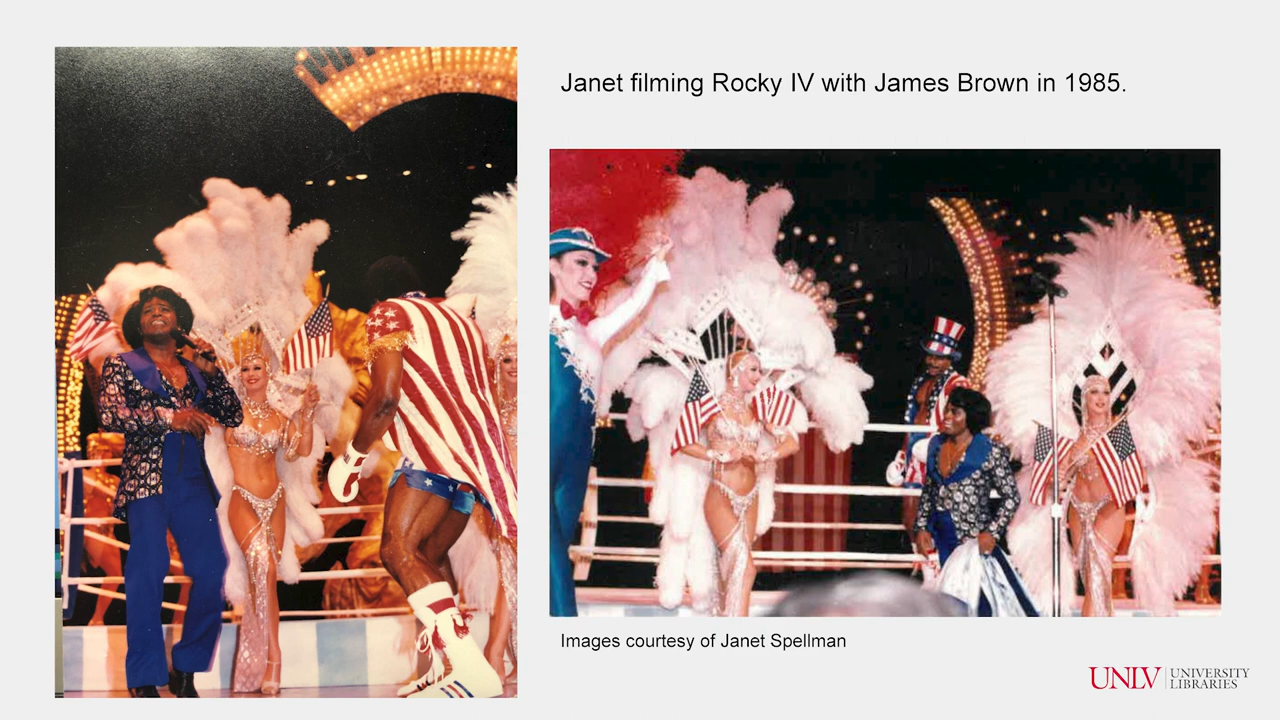 Janet filming Rocky IV with James Brown in 1985.
Images courtesy of Janet Spellman
UNLV UNIVERSITY
LIBRARIES